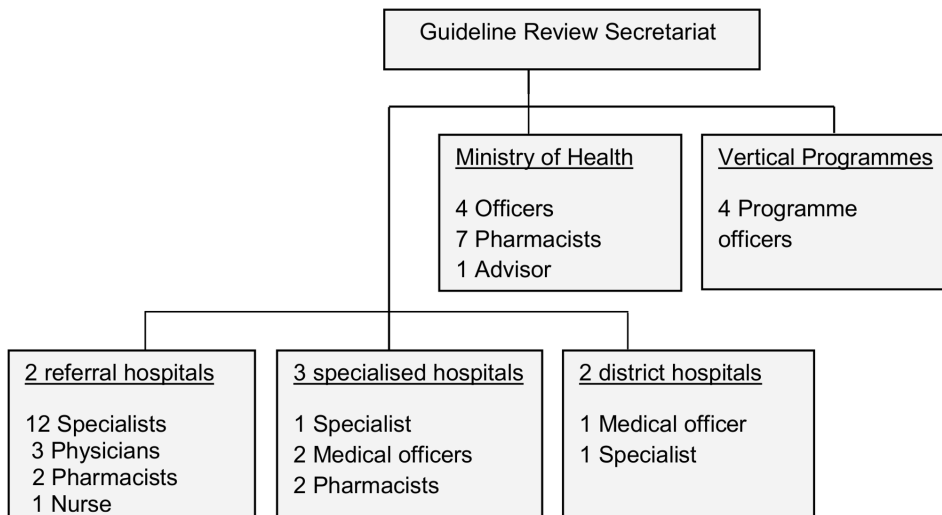 Guideline Review Secretariat
Ministry of Health
4 Officers
7 Pharmacists
1 Advisor
Vertical Programmes
4 Programme
officers
2 referral hospitals
12 Specialists
3 Physicians
2 Pharmacists
1 Nurse
3 specialised hospitals
1 Specialist
2 Medical officers
2 Pharmacists
2 district hospitals
1 Medical officer
1 Specialist